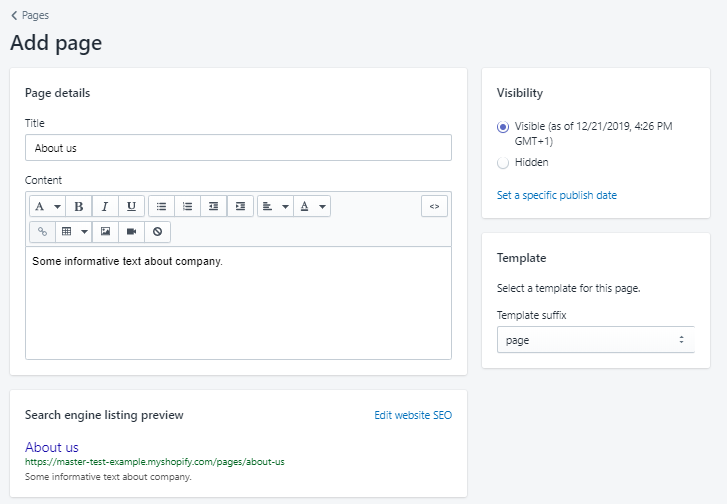 Pages
Add page
Page details
Title
About us
Content
A B I U A <>
Some informative text about company.
Search engine listing preview Edit website SEO
About us
https://master-test-example.myshopify.com/pages/about-us
Some informative text about company.
Visibility
Visible (as of 12/21/2019, 4:26 PM
GMT+1)
Hidden
Set a specific publish date
Template
Select a template for this page.
Template suffix
page